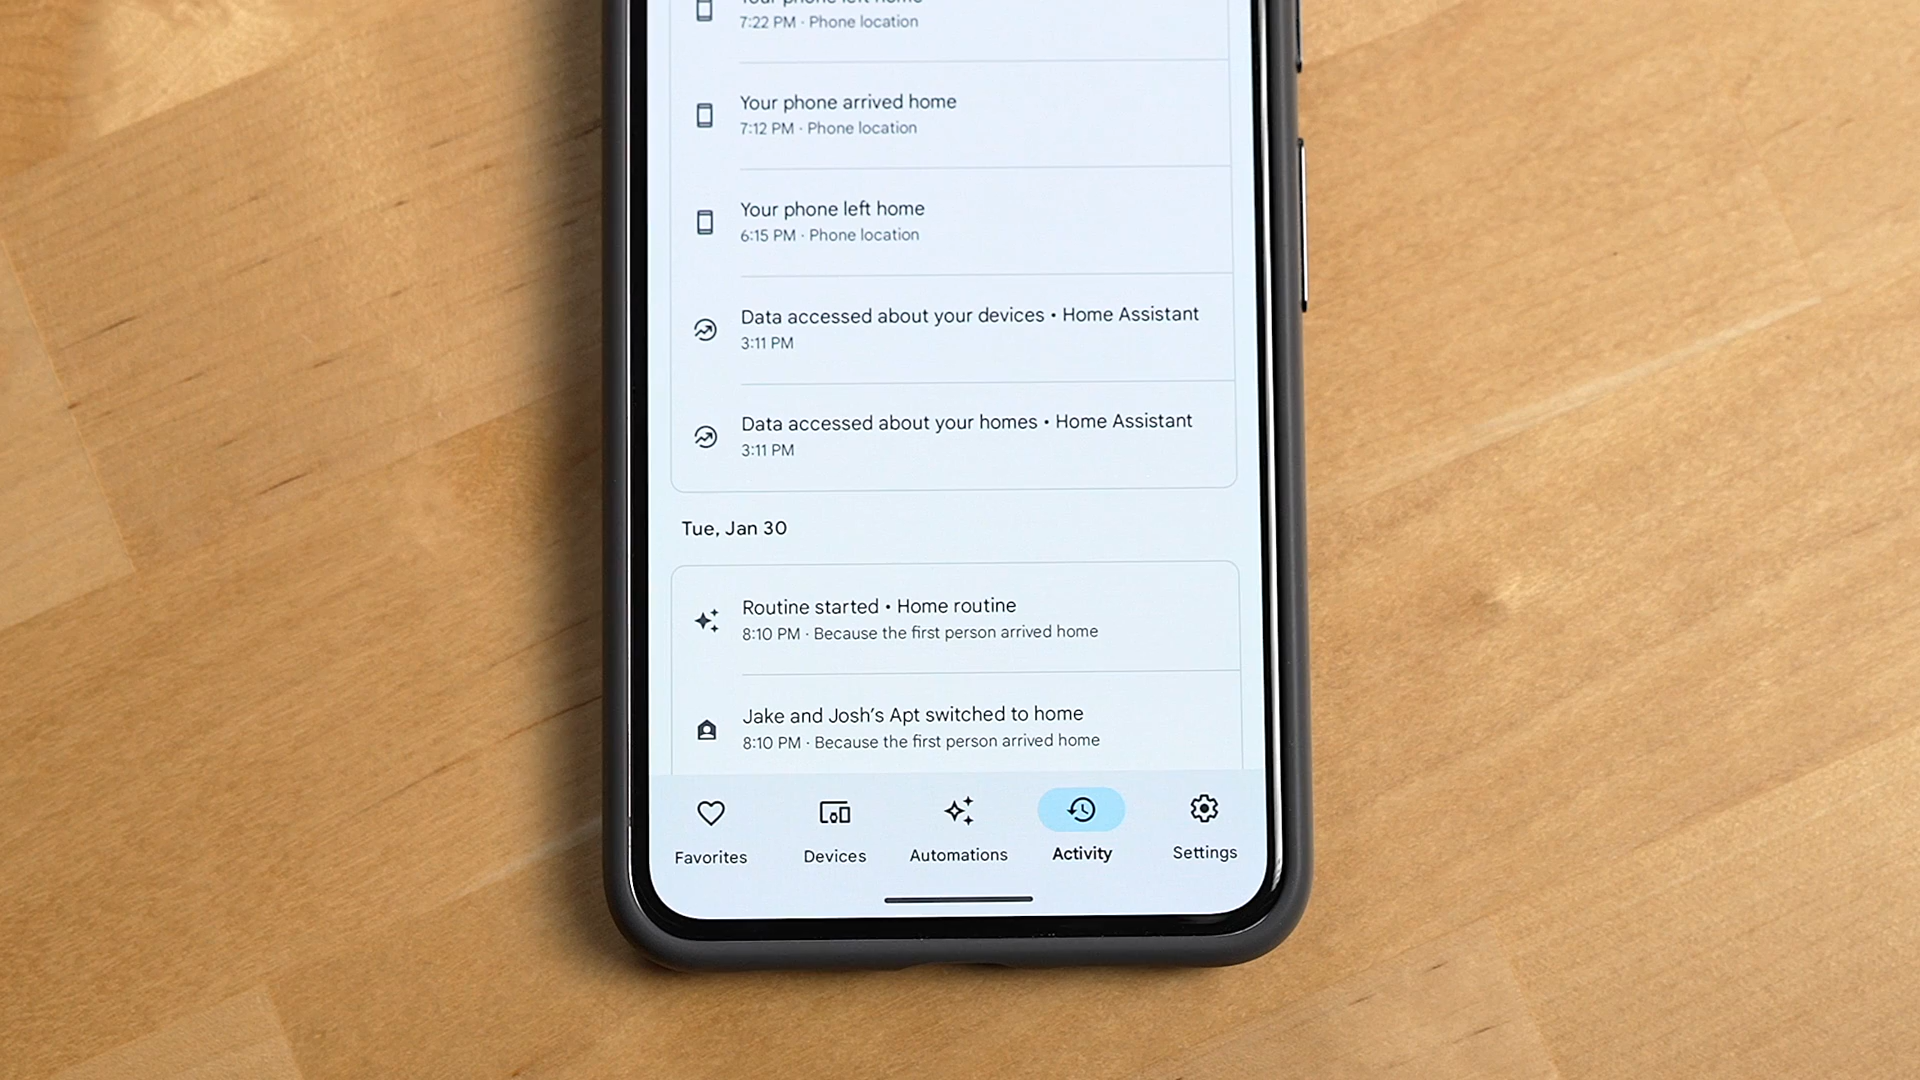 Your phone left home
7:22 PM · Phone location
Your phone arrived home
7:12 PM · Phone location
Your phone left home
6:15 PM · Phone location
Data accessed about your devices • Home Assistant
3:11 PM
Data accessed about your homes • Home Assistant
3:11 PM
Tue, Jan 30
Routine started • Home routine
8:10 PM · Because the first person arrived home
Jake and Josh’s Apt switched to home
8:10 PM · Because the first person arrived home
Favorites
Devices
Automations
Activity
Settings